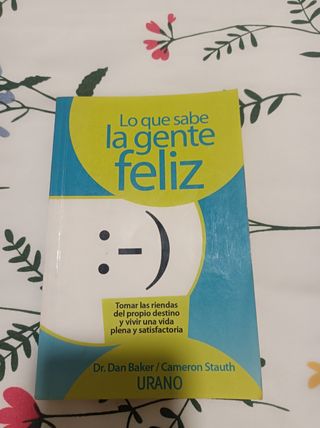 Lo que sabe
la gente
feliz
:-)
Tomar las riendas
del propio destino
y vivir una vida
plena y satisfactoria
Dr. Dan Baker / Cameron Stauth
URANO